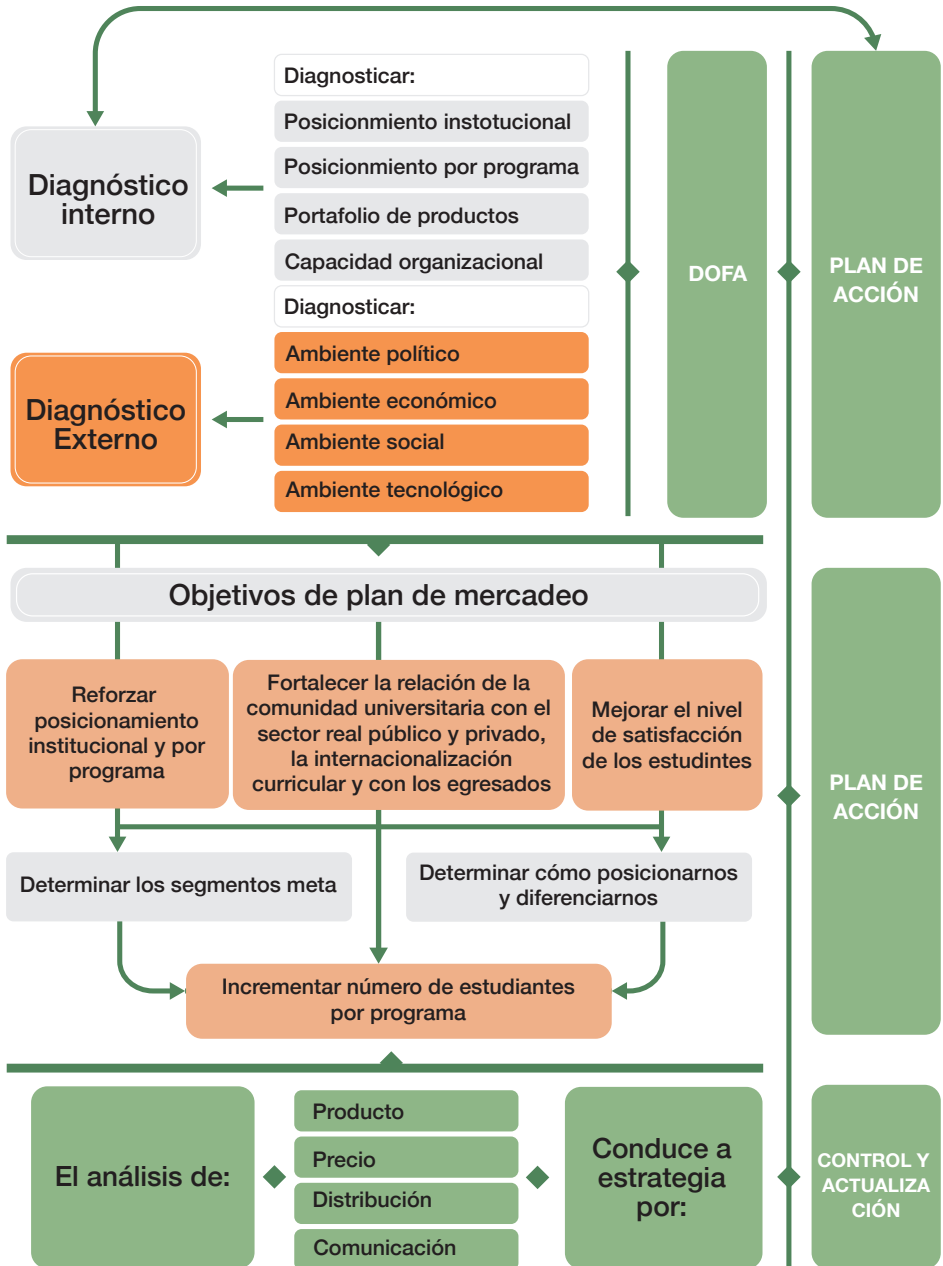 Diagnosticar:
Posicionmiento instotucional
Posicionmiento por programa
Portafolio de productos
Capacidad organizacional
Diagnóstico
interno
Diagnosticar:
Ambiente político
Ambiente económico
Ambiente social
Ambiente tecnológico
Diagnóstico
Externo
DOFA
PLAN DE
ACCIÓN
Objetivos de plan de mercadeo
Reforzar
posicionamiento
institucional y por
programa
Fortalecer la relación de la
comunidad universitaria con el
sector real público y privado,
la internacionalización
curricular y con los egresados
Mejorar el nivel
de satisfacción
de los estudintes
Determinar los segmentos meta
Determinar cómo posicionarnos
y diferenciarnos
Incrementar número de estudiantes
por programa
PLAN DE
ACCIÓN
El análisis de:
Producto
Precio
Distribución
Comunicación
Conduce a
estrategia
por:
CONTROL Y
ACTUALIZA
CIÓN